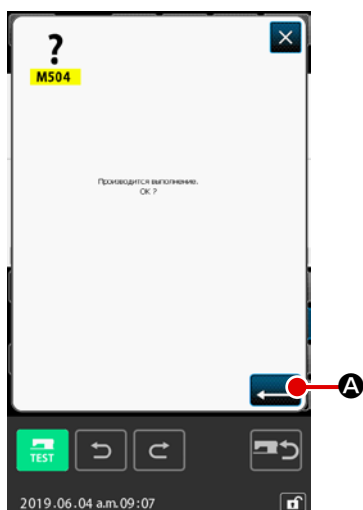 ?
M504
Производится выполнение.
OK ?
A
TEST
2019.06.04 a.m.09:07